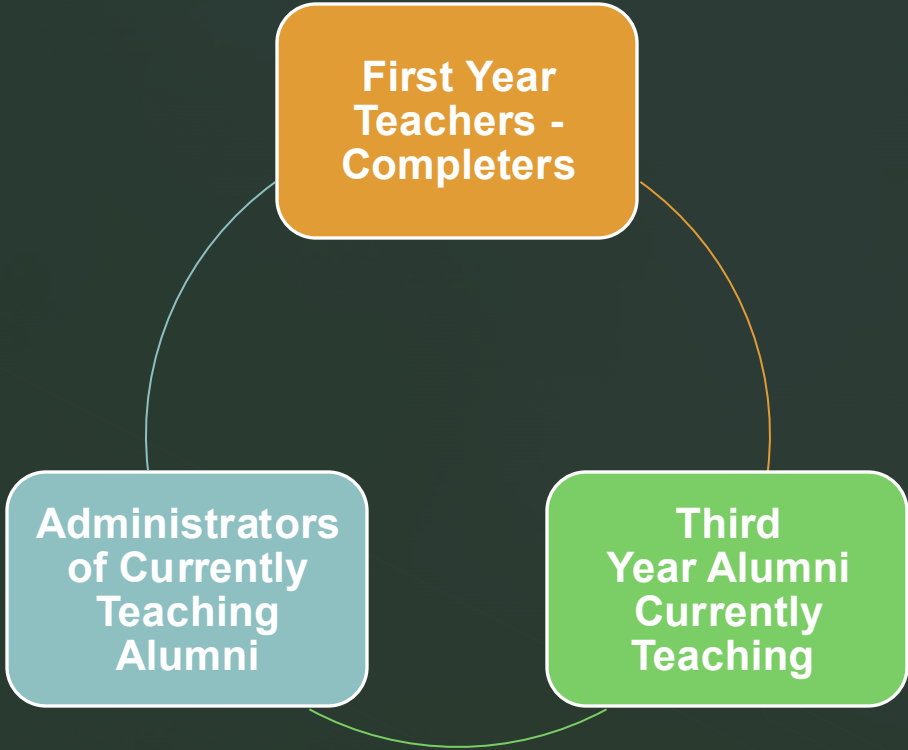 First Year
Teachers -
Completers
Administrators
of Currently
Teaching
Alumni
Third
Year Alumni
Currently
Teaching